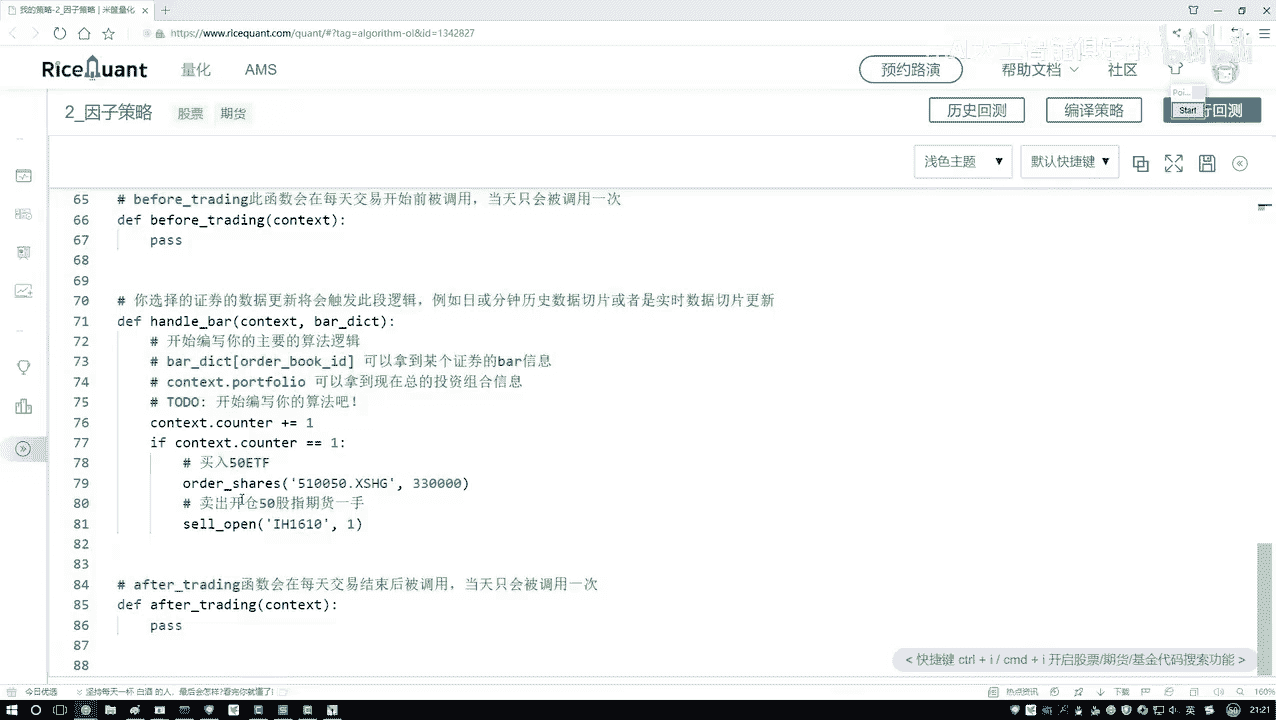 我的策略-2_因子策略 | 米筐量化
https://www.ricequant.com/quant/#?tag=algorithm-ol&id=1342827
RiceQuant 量化 AMS 预约路演 帮助文档 社区
2_因子策略 股票 期货 历史回测 编译策略 行回测
Poi...
Start
浅色主题 默认快捷键
65 # before_trading此函数会在每天交易开始前被调用，当天只会被调用一次
66 def before_trading(context):
67 pass
68
69
70 # 你选择的证券的数据更新将会触发此段逻辑，例如日或分钟历史数据切片或者是实时数据切片更新
71 def handle_bar(context, bar_dict):
72 # 开始编写你的主要的算法逻辑
73 # bar_dict[order_book_id] 可以拿到某个证券的bar信息
74 # context.portfolio 可以拿到现在总的投资组合信息
75 # TODO: 开始编写你的算法吧！
76 context.counter += 1
77 if context.counter == 1:
78 # 买入50ETF
79 order_shares('510050.XSHG', 330000)
80 # 卖出开仓50股指期货一手
81 sell_open('IH1610', 1)
82
83
84 # after_trading函数会在每天交易结束后被调用，当天只会被调用一次
85 def after_trading(context):
86 pass
87
88
< 快捷键 ctrl + i / cmd + i 开启股票/期货/基金代码搜索功能 >
今日优选 坚持每天一杯 白酒 的人，最后会怎样?看完你就懂了! 热点资讯 下载 160%
英 21:21